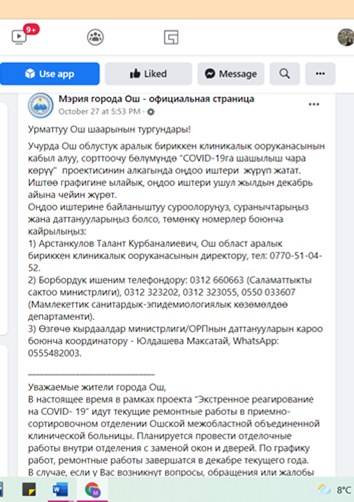 9+
Use app
Liked
Message
Мэрия города Ош - официальная страница
October 27 at 5:53 PM ·
Урматтуу Ош шаарынын тургундары!
Учурда Ош облустук аралык бириккен клиникалык ооруканасынын
кабыл алуу, сорттоочу бөлүмүндө "COVID-19га шашылыш чара
көрүү" проектисинин алкагында оңдоо иштери жүрүп жатат.
Иштөө графигине ылайык, оңдоо иштери ушул жылдын декабрь
айына чейин жүрөт.
Оңдоо иштерине байланыштуу суроолоруңуз, суранычтарыңыз
жана даттанууларыңыз болсо, төмөнкү номерлер боюнча
кайрылыңыз:
1) Арстанкулов Талант Курбаналиевич, Ош област аралык
бириккен клиникалык ооруканасынын директору, тел: 0770-51-04-
52.
2) Борбордук ишеним телефондору: 0312 660663 (Саламаттыкты
сактоо министрлиги), 0312 323202, 0312 323055, 0550 033607
(Мамлекеттик санитардык-эпидемиологиялык көзөмөлдөө
департаменти).
3) Өзгөчө кырдаалдар министрлиги/ОРПнын даттанууларын кароо
боюнча координатору - Юлдашева Максатай, WhatsApp:
0555482003.
Уважаемые жители города Ош,
В настоящее время в рамках проекта "Экстренное реагирование
на COVID- 19" идут текущие ремонтные работы в приемно-
сортировочном отделении Ошской межобластной объединенной
клинической больницы. Планируется провести отделочные
работы внутри отделения с заменой окон и дверей. По графику
работ, ремонтные работы завершатся в декабре текущего года.
В случае, если у Вас возникнут вопросы, обращения или жалобы
8°C